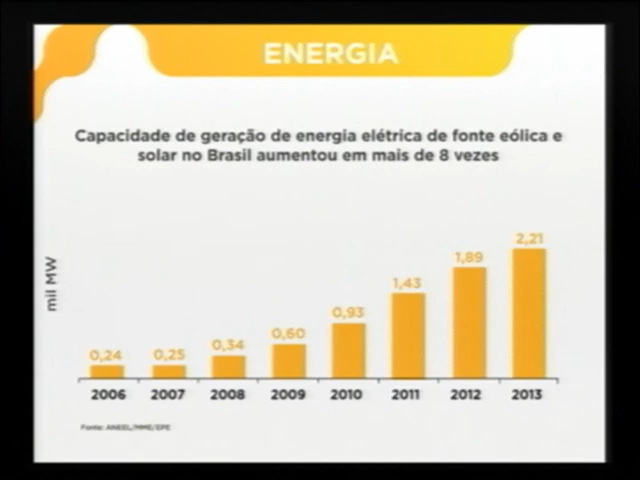 ENERGIA
Capacidade de geração de energia elétrica de fonte eólica e
solar no Brasil aumentou em mais de 8 vezes
mil MW
0,24
0,25
0,34
0,60
0,93
1,43
1,89
2,21
2006 2007 2008 2009 2010 2011 2012 2013
Fonte: ANEEL/MME/EPE